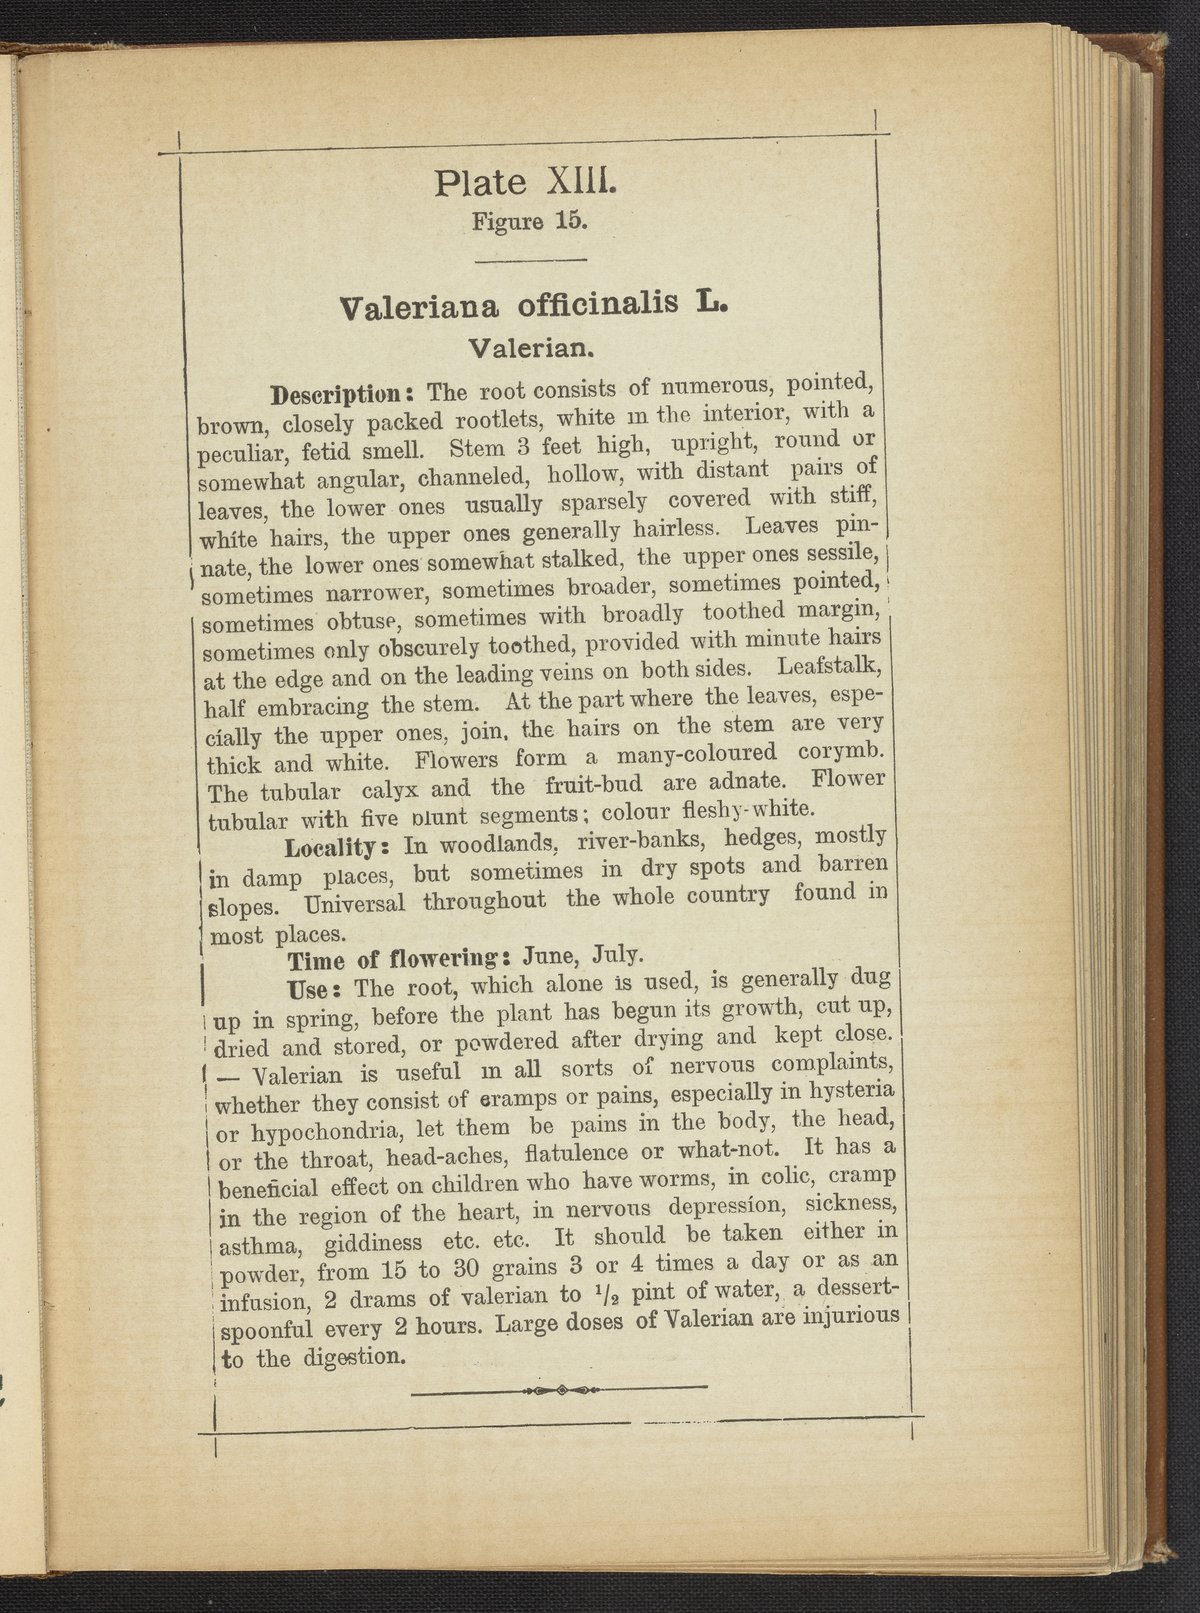 Plate XIII.
Figure 15.
Valeriana officinalis L.
Valerian.
Description: The root consists of numerous, pointed,
brown, closely packed rootlets, white in the interior, with a
peculiar, fetid smell. Stem 3 feet high, upright, round or
somewhat angular, channeled, hollow, with distant pairs of
leaves, the lower ones usually sparsely covered with stiff,
white hairs, the upper ones generally hairless. Leaves pin-
nate, the lower ones somewhat stalked, the upper ones sessile,
sometimes narrower, sometimes broader, sometimes pointed,
sometimes obtuse, sometimes with broadly toothed margin,
sometimes only obscurely toothed, provided with minute hairs
at the edge and on the leading veins on both sides. Leafstalk,
half embracing the stem. At the part where the leaves, espe-
cially the upper ones, join, the hairs on the stem are very
thick and white. Flowers form a many-coloured corymb.
The tubular calyx and the fruit-bud are adnate. Flower
tubular with five blunt segments; colour fleshy-white.
Locality: In woodlands, river-banks, hedges, mostly
in damp places, but sometimes in dry spots and barren
slopes. Universal throughout the whole country found in
most places.
Time of flowering: June, July.
Use: The root, which alone is used, is generally dug
up in spring, before the plant has begun its growth, cut up,
dried and stored, or powdered after drying and kept close.
— Valerian is useful in all sorts of nervous complaints,
whether they consist of cramps or pains, especially in hysteria
or hypochondria, let them be pains in the body, the head,
or the throat, head-aches, flatulence or what-not. It has a
beneficial effect on children who have worms, in colic, cramp
in the region of the heart, in nervous depression, sickness,
asthma, giddiness etc. etc. It should be taken either in
powder, from 15 to 30 grains 3 or 4 times a day or as an
infusion, 2 drams of valerian to 1/2 pint of water, a dessert-
spoonful every 2 hours. Large doses of Valerian are injurious
to the digestion.